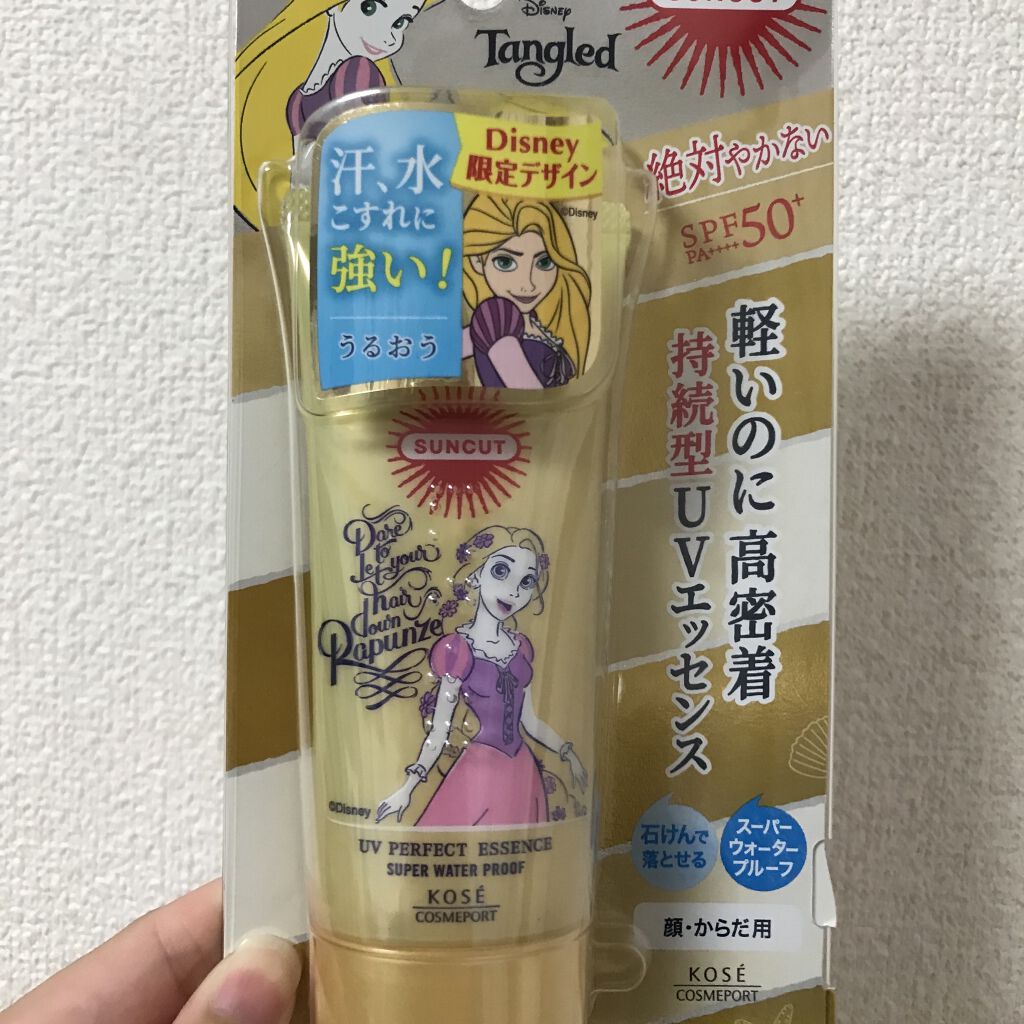 Disney
Tangled
SUNCUT
絶対やかない
SPF50+
PA++++
Disney
限定デザイン
©Disney
汗、水
こすれに
強い!
うるおう
軽いのに高密着
持続型UVエッセンス
SUNCUT
Dare
to
let your
hair
down
Rapunzel
©Disney
UV PERFECT ESSENCE
SUPER WATER PROOF
KOSÉ
COSMEPORT
石けんで
落とせる
スーパー
ウォーター
プルーフ
顔・からだ用
KOSÉ
COSMEPORT